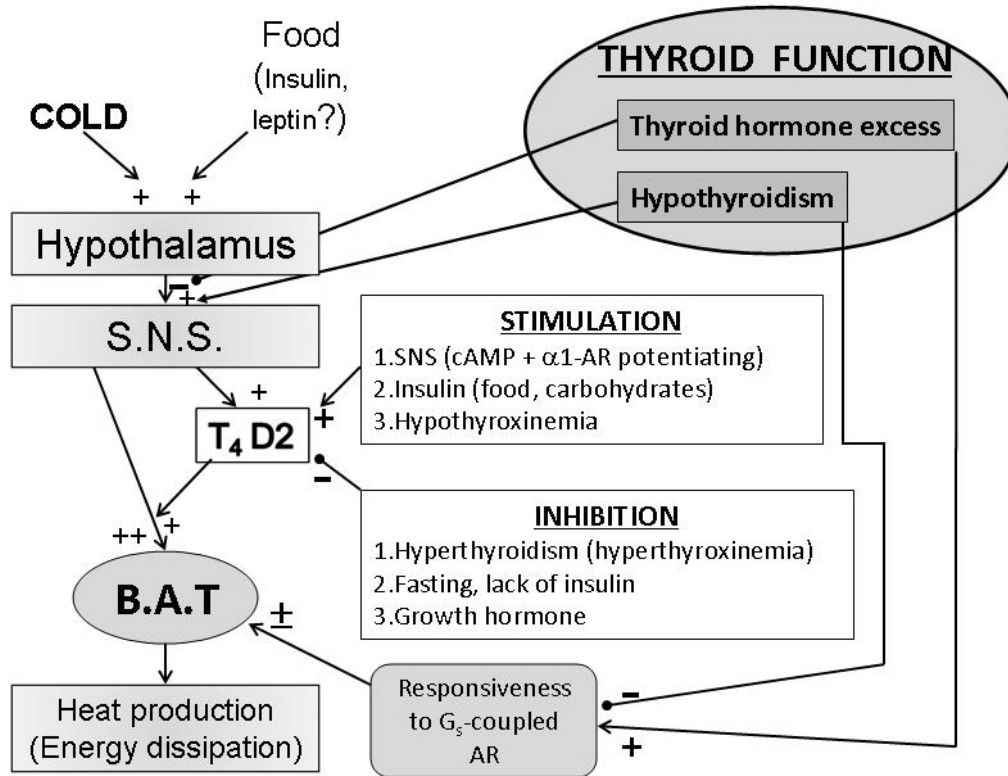 Food
(Insulin,
leptin?)
COLD
+ +
THYROID FUNCTION
Thyroid hormone excess
Hypothyroidism
Hypothalamus
-
+
S.N.S.
STIMULATION
1.SNS (cAMP + α1-AR potentiating)
2.Insulin (food, carbohydrates)
3.Hypothyroxinemia
+
+
T₄ D2
-
INHIBITION
1.Hyperthyroidism (hyperthyroxinemia)
2.Fasting, lack of insulin
3.Growth hormone
++ +
B.A.T
±
Responsiveness
to Gₛ-coupled
AR
-
+
Heat production
(Energy dissipation)